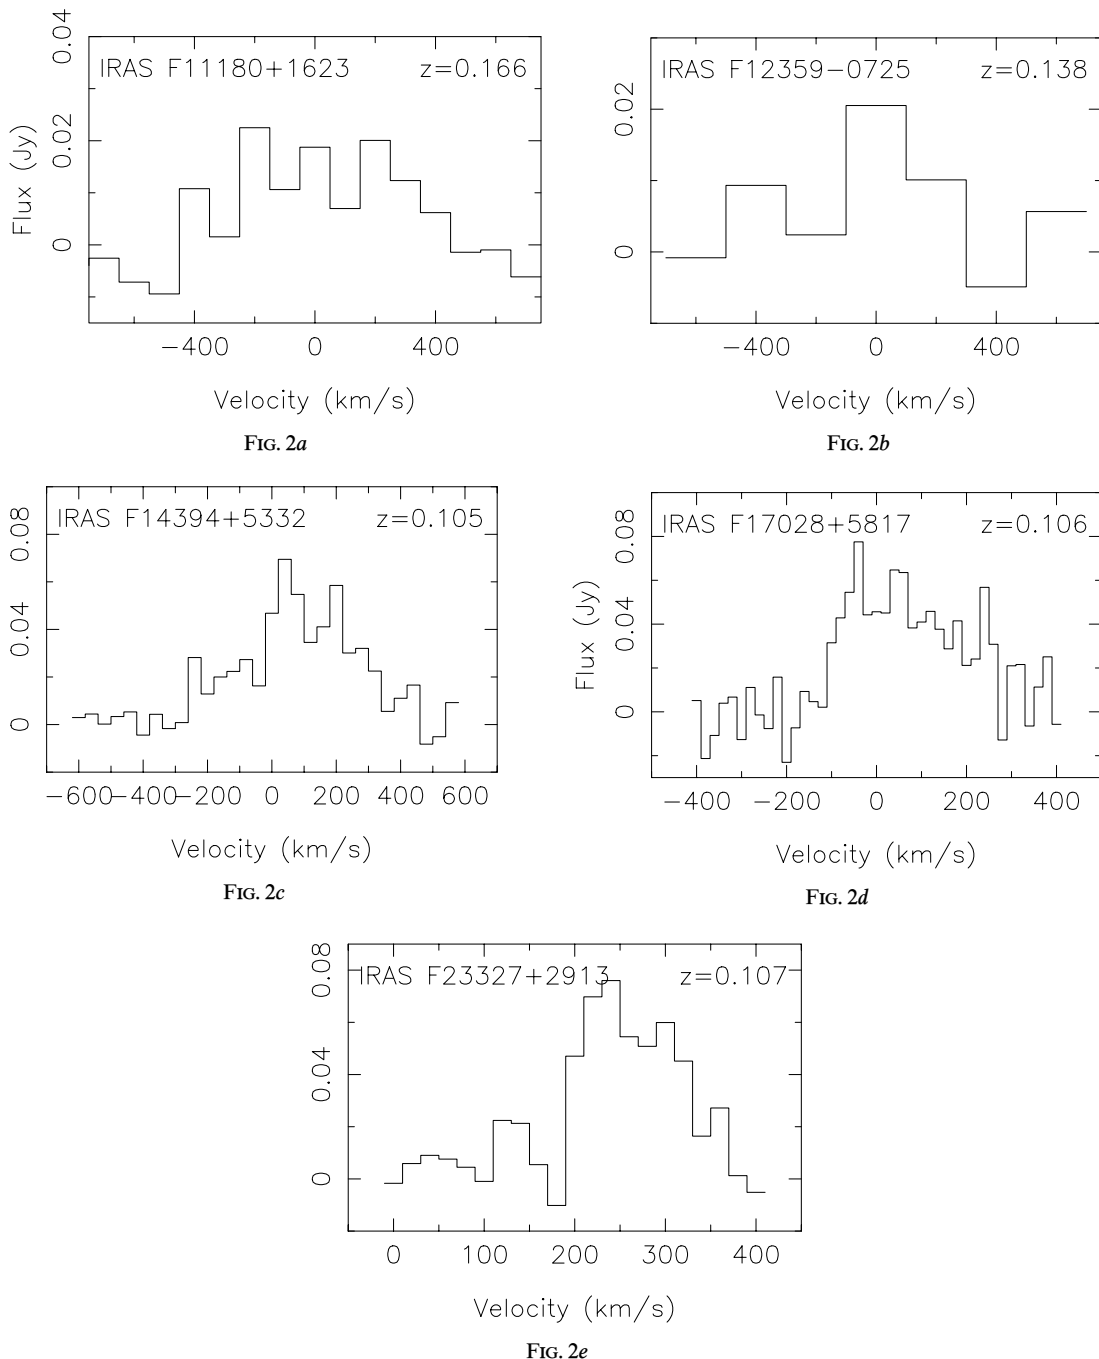 IRAS F11180+1623 z=0.166
0.04
0.02
0
Flux (Jy)
−400 0 400
Velocity (km/s)
FIG. 2a
IRAS F12359−0725 z=0.138
0.02
0
−400 0 400
Velocity (km/s)
FIG. 2b
IRAS F14394+5332 z=0.105
0.08
0.04
0
−600 −400 −200 0 200 400 600
Velocity (km/s)
FIG. 2c
IRAS F17028+5817 z=0.106
0.08
0.04
0
Flux (Jy)
−400 −200 0 200 400
Velocity (km/s)
FIG. 2d
IRAS F23327+2913 z=0.107
0.08
0.04
0
0 100 200 300 400
Velocity (km/s)
FIG. 2e